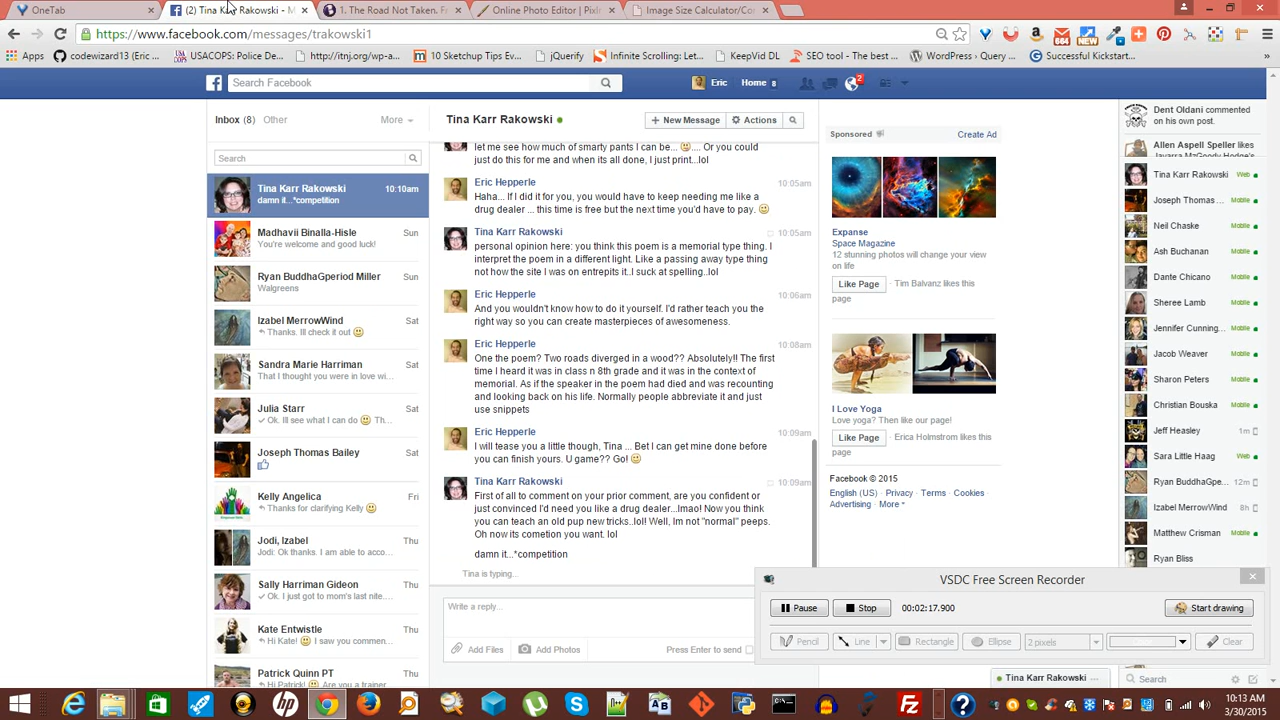 OneTab
(2) Tina Karr Rakowski - M
1. The Road Not Taken. Fr
Online Photo Editor | Pixlr
Image Size Calculator/Con
https://www.facebook.com/messages/trakowski1
Apps
codewizard13 (Eric,
USACOPS: Police De...
http://itnj.org/wp-a...
10 Sketchup Tips Ev...
jQuerify
Infinite Scrolling: Let...
KeepVid DL
SEO tool - the best...
WordPress › Query ...
Successful Kickstart...
664
New
Search Facebook
Eric
Home 8
2
Inbox (8)
Other
More
Search
Tina Karr Rakowski
10:10am
damn it...*competition
Madhavii Binalla-Hisle
Sun
You're welcome and good luck!
Ryan BuddhaGperiod Miller
Sun
Walgreens
Izabel MerrowWind
Sat
Thanks. Ill check it out
Sandra Marie Harriman
Sat
That I thought you were in love wi...
Julia Starr
Sat
Ok. Ill see what I can do Th...
Joseph Thomas Bailey
Sat
Kelly Angelica
Fri
Thanks for clarifying Kelly
Jodi, Izabel
Thu
Jodi: Ok thanks. I am able to acco...
Sally Harriman Gideon
Thu
Ok. I just got to mom's last nite...
Kate Entwistle
Thu
Hi Kate! I saw you commen...
Patrick Quinn PT
Thu
Hi Patrick! Are you a trainer
Tina Karr Rakowski
+ New Message
Actions
let me see how much of smarty pants I can be... .... Or you could
just do this for me and when its all done, I just print...lol
Eric Hepperle
10:05am
Haha... If I did it for you, you would have to keep needing me like a
drug dealer ... this time is free but the next time you'd have to pay.
Tina Karr Rakowski
10:05am
personal opinion here: you think this poem is a memorial type thing. I
interpret the poem in a different light. Like a passing away type thing
not how the site I was on entrepits it..I suck at spelling..lol
Eric Hepperle
10:06am
And you wouldn't know how to do it yourself. I'd rather teach you the
right way so you can create masterpieces of awesomeness.
Eric Hepperle
10:08am
One the poem? Two roads diverged in a wood?? Absolutely!! The first
time I heard it was in class n 8th grade and it was in the context of
memorial. As if the speaker in the poem had died and was recounting
and looking back on his life. Normally people abbreviate it and just
use snippets
Eric Hepperle
10:09am
I will tease you a little though, Tina ... Bet I can get mine done before
you can finish yours. U game?? Go!
Tina Karr Rakowski
10:09am
First of all to comment on your prior comment, are you confident or
just convinced I'd need you like a drug dealer...lmao! Now you think
you can teach an old pup new tricks..lol! Eric. Im not "normal" peeps.
Oh now its cometion you want. lol
damn it...*competition
Tina is typing...
Write a reply...
Add Files
Add Photos
Press Enter to send
Sponsored
Create Ad
Expanse
Space Magazine
12 stunning photos will change your view
on life
Like Page
· Tim Balvanz likes this
page
I Love Yoga
Love yoga? Then like our page!
Like Page
· Erica Holmstrom likes this
page
Facebook © 2015
English (US) · Privacy · Terms · Cookies ·
Advertising · More
Dent Oldani commented
on his own post.
Allen Aspell Speller likes
Tina Karr Rakowski
Web
Joseph Thomas ...
Mobile
Neil Chaske
Mobile
Ash Buchanan
Mobile
Dante Chicano
Mobile
Sheree Lamb
Mobile
Jennifer Cunning...
Mobile
Jacob Weaver
Mobile
Sharon Peters
Mobile
Christian Bouska
Mobile
Jeff Heasley
1m
Sara Little Haag
Web
Ryan BuddhaGpe...
12m
Izabel MerrowWind
8h
Matthew Crisman
Mobile
Ryan Bliss
VSDC Free Screen Recorder
Pause
Stop
00:02:17.900
Start drawing
Pencil
Line
Rectangle
Ellipse
2 pixels
Clear
Tina Karr Rakowski
Search
10:13 AM
3/30/2015